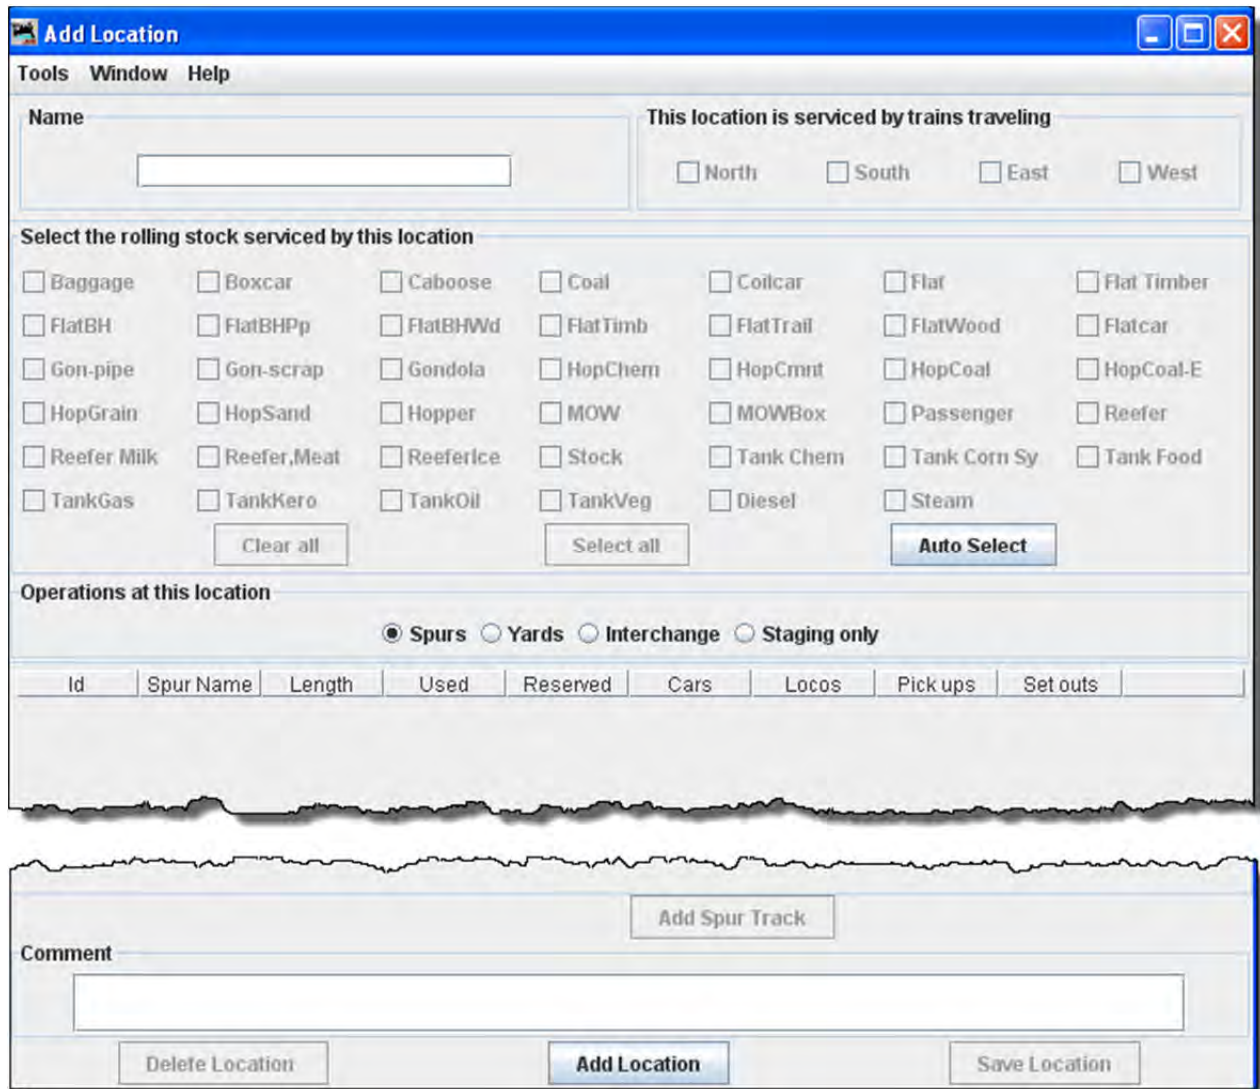 Add Location
Tools Window Help
Name
This location is serviced by trains traveling
North South East West
Select the rolling stock serviced by this location
Baggage Boxcar Caboose Coal Coilcar Flat Flat Timber
FlatBH FlatBHPp FlatBHWd FlatTimb FlatTrail FlatWood Flatcar
Gon-pipe Gon-scrap Gondola HopChem HopCmnt HopCoal HopCoal-E
HopGrain HopSand Hopper MOW MOWBox Passenger Reefer
Reefer Milk Reefer,Meat ReeferIce Stock Tank Chem Tank Corn Sy Tank Food
TankGas TankKero TankOil TankVeg Diesel Steam
Clear all Select all Auto Select
Operations at this location
Spurs Yards Interchange Staging only
Id Spur Name Length Used Reserved Cars Locos Pick ups Set outs
Add Spur Track
Comment
Delete Location Add Location Save Location